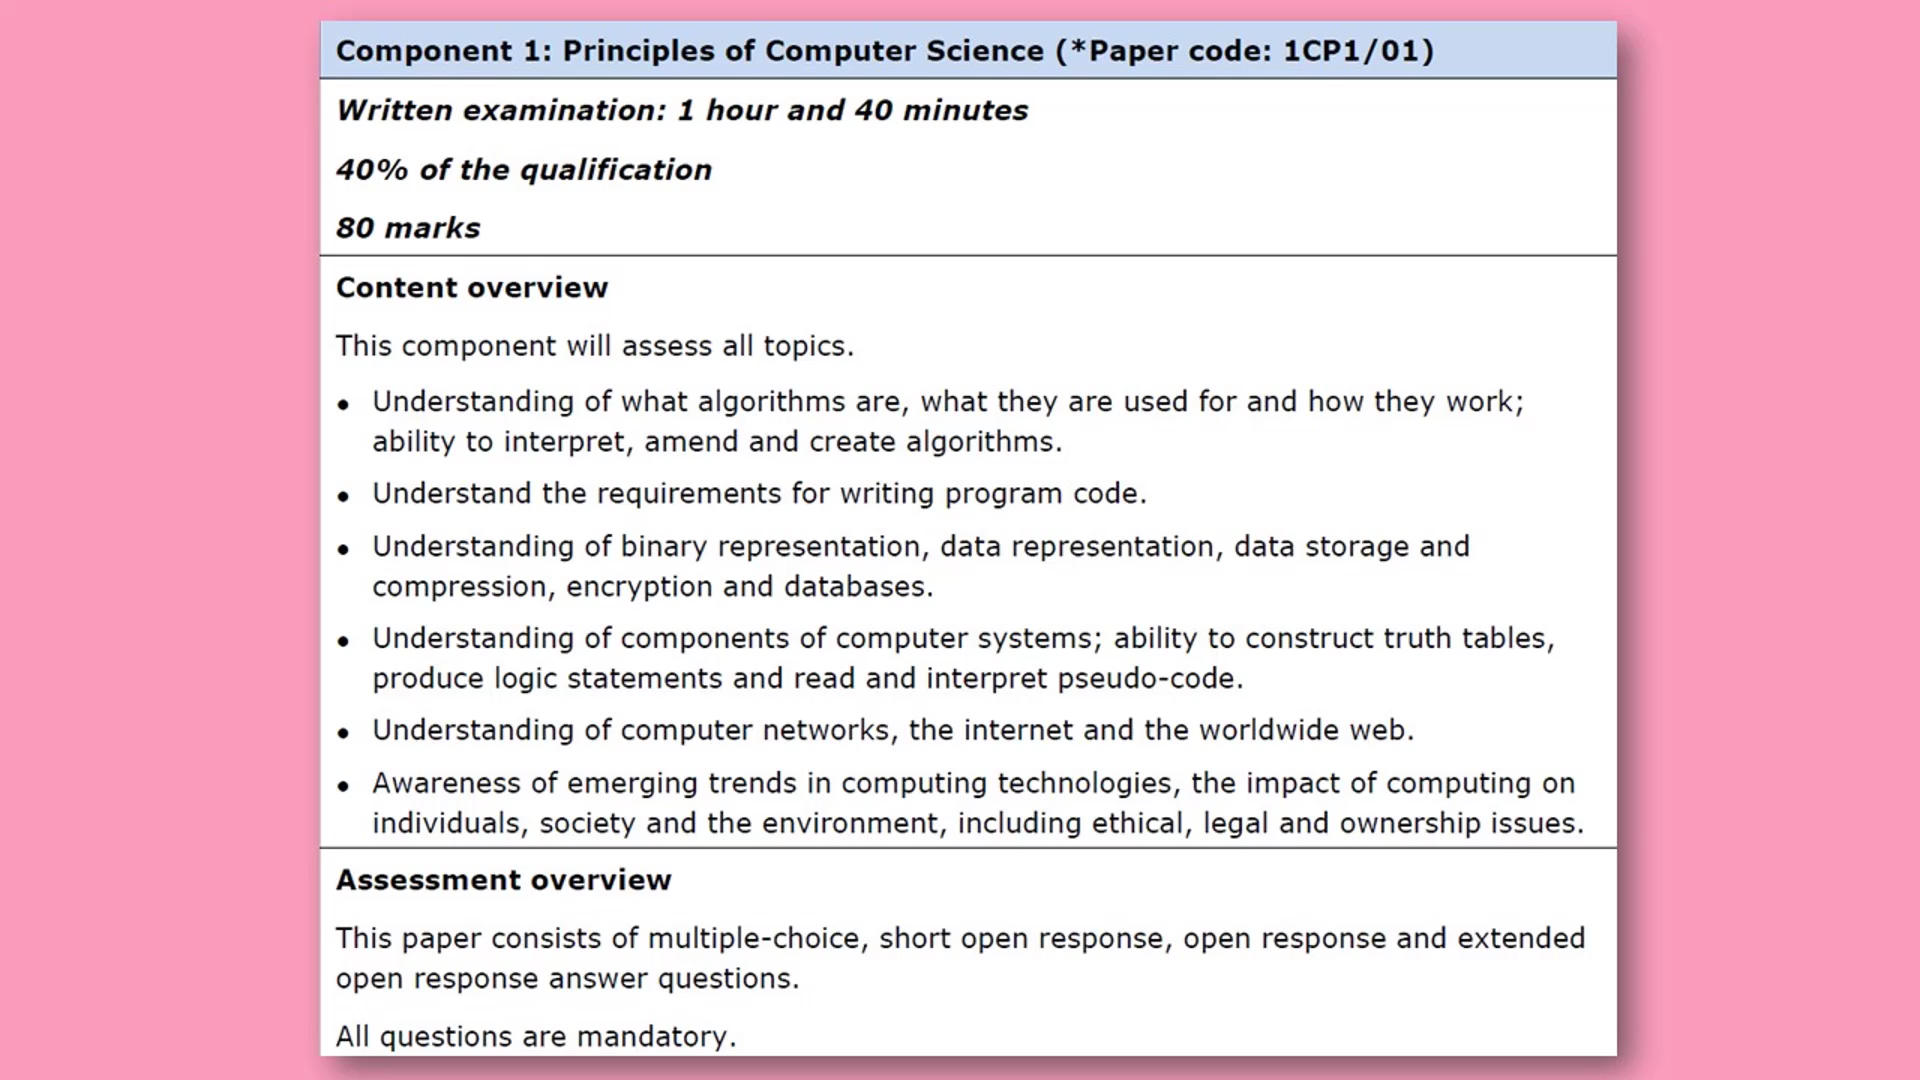 Component 1: Principles of Computer Science (*Paper code: 1CP1/01)
Written examination: 1 hour and 40 minutes
40% of the qualification
80 marks
Content overview
This component will assess all topics.
• Understanding of what algorithms are, what they are used for and how they work;
ability to interpret, amend and create algorithms.
• Understand the requirements for writing program code.
• Understanding of binary representation, data representation, data storage and
compression, encryption and databases.
• Understanding of components of computer systems; ability to construct truth tables,
produce logic statements and read and interpret pseudo-code.
• Understanding of computer networks, the internet and the worldwide web.
• Awareness of emerging trends in computing technologies, the impact of computing on
individuals, society and the environment, including ethical, legal and ownership issues.
Assessment overview
This paper consists of multiple-choice, short open response, open response and extended
open response answer questions.
All questions are mandatory.